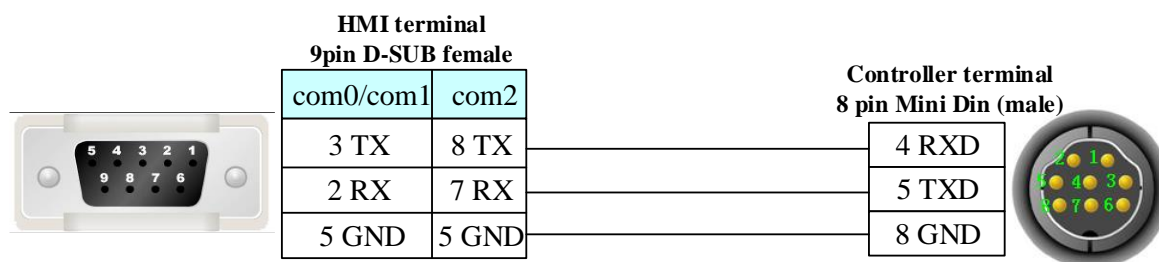 HMI terminal
9pin D-SUB female
com0/com1 com2
3 TX 8 TX
2 RX 7 RX
5 GND 5 GND
Controller terminal
8 pin Mini Din (male)
4 RXD
5 TXD
8 GND
5 4 3 2 1
9 8 7 6
2 1
5 4 3
8 7 6